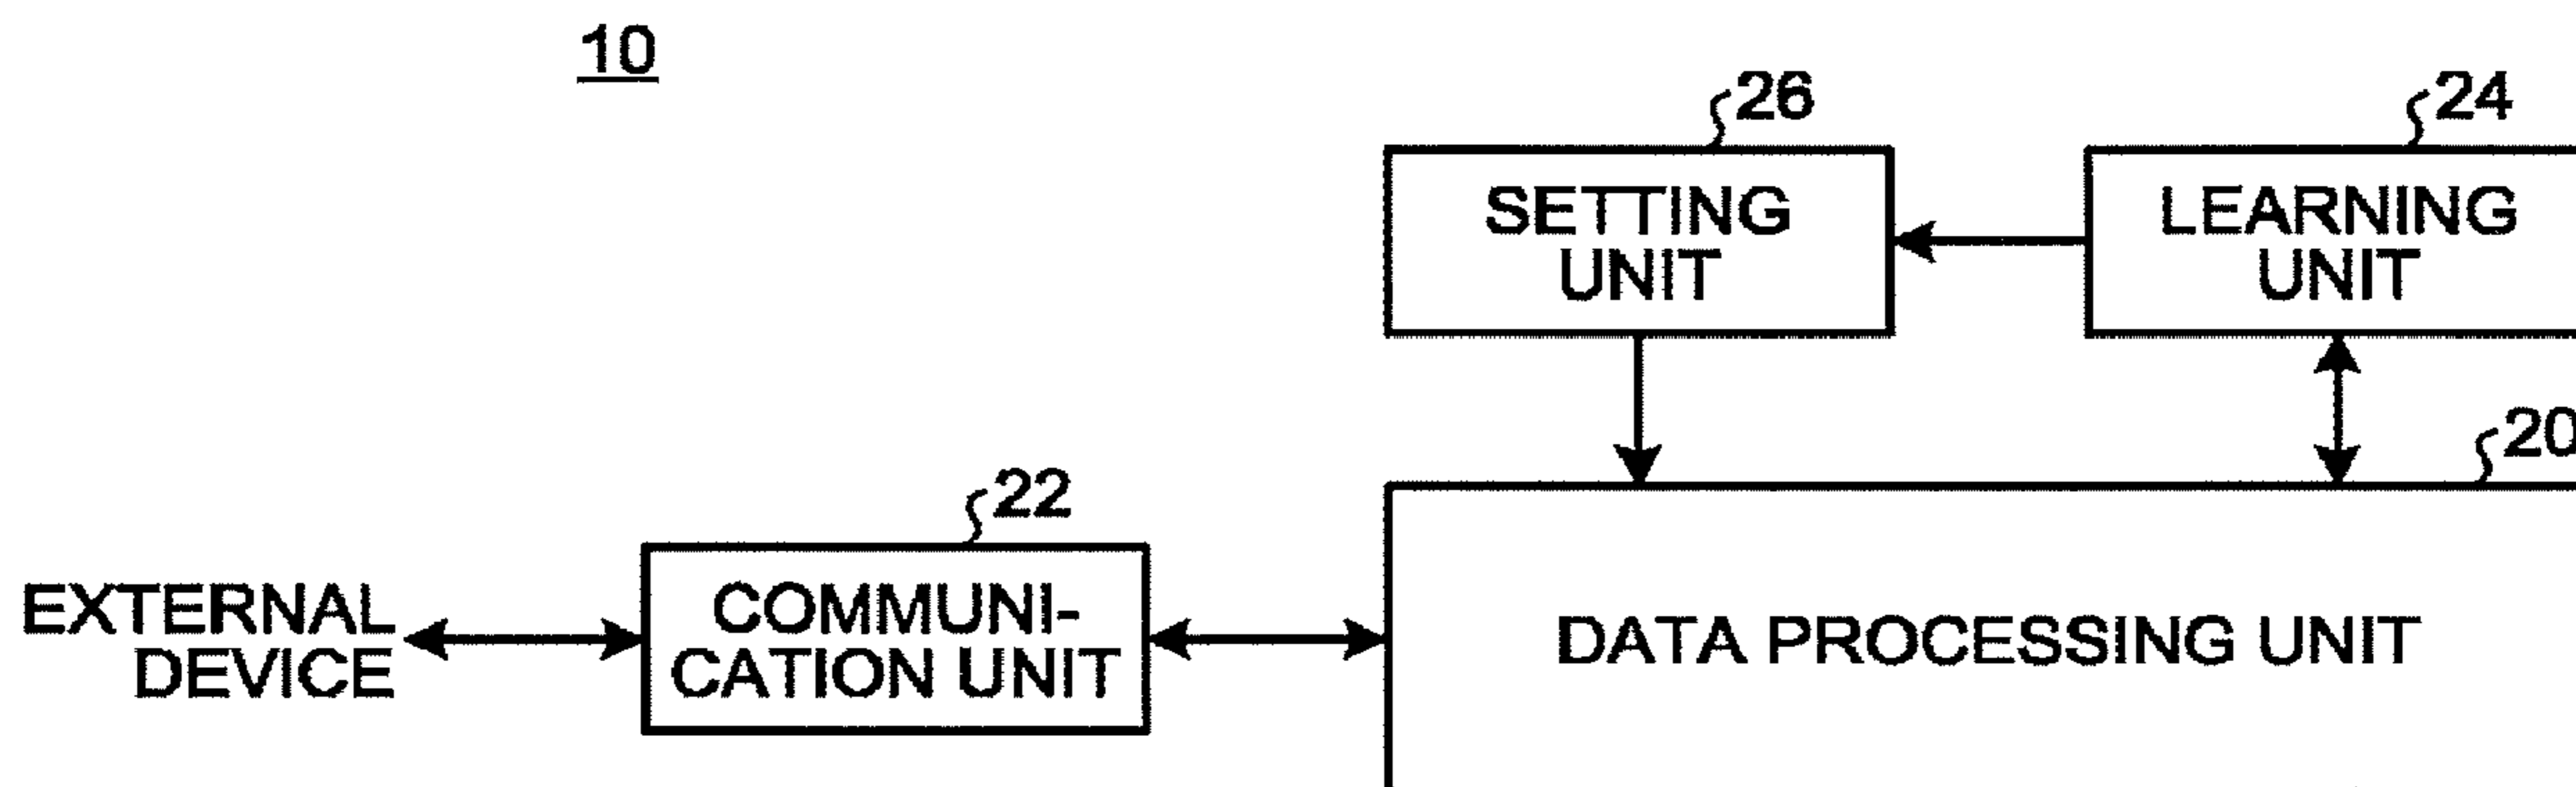 10
26
24
SETTING
UNIT
LEARNING
UNIT
20
22
EXTERNAL
DEVICE
COMMUNI-
CATION UNIT
DATA PROCESSING UNIT